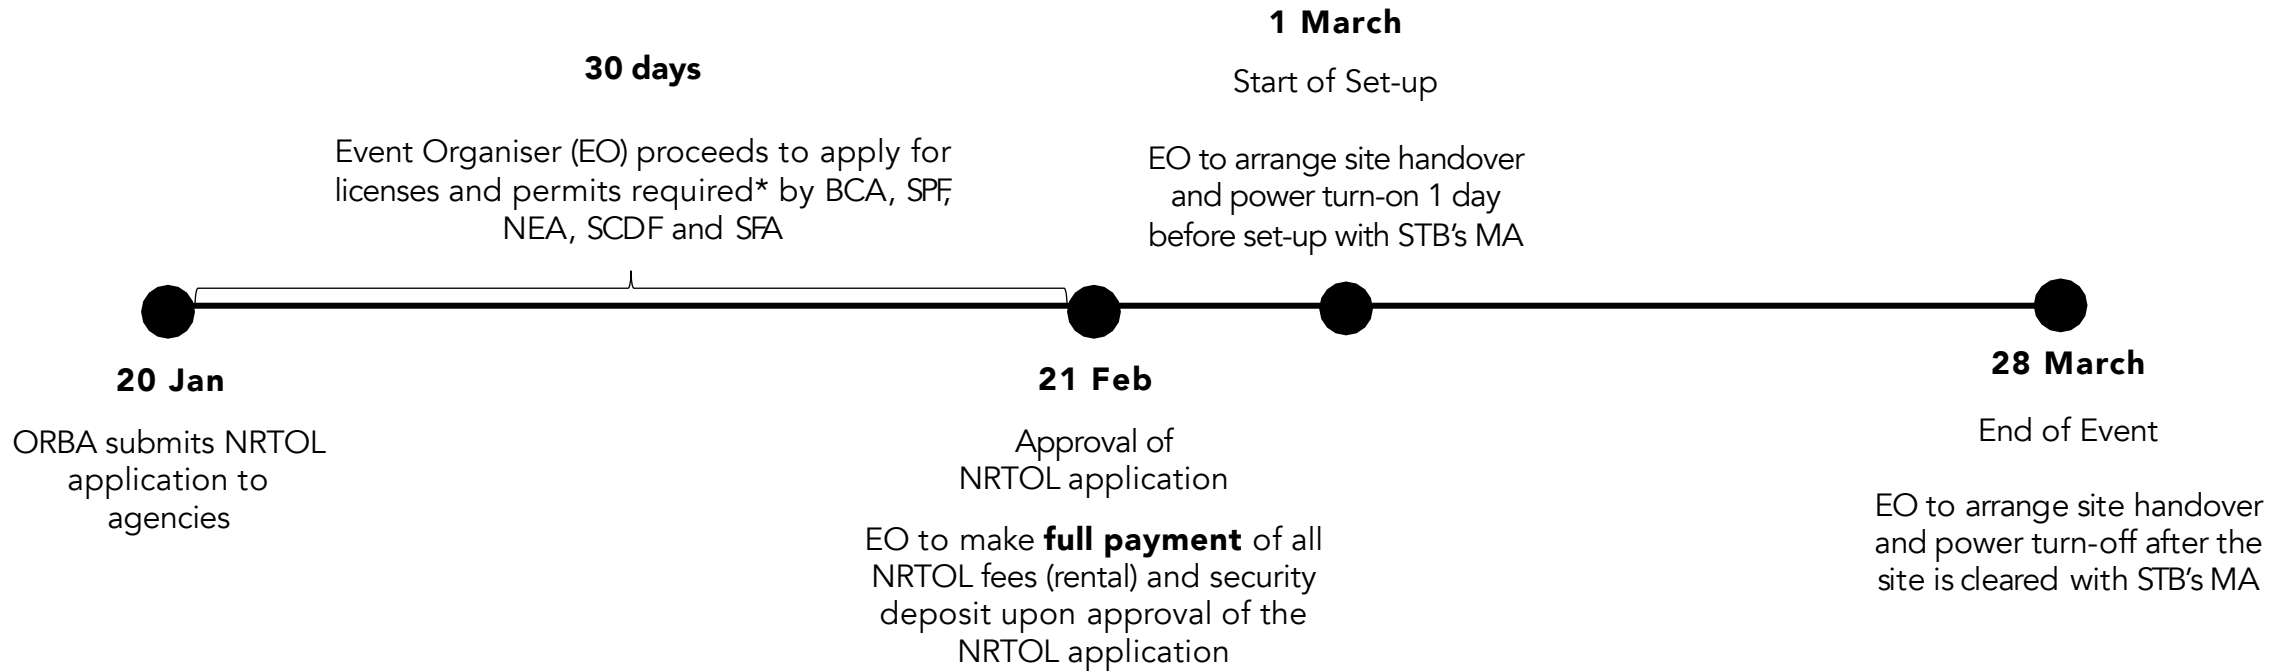 30 days
Event Organiser (EO) proceeds to apply for
licenses and permits required* by BCA, SPF,
NEA, SCDF and SFA
1 March
Start of Set-up
EO to arrange site handover
and power turn-on 1 day
before set-up with STB’s MA
20 Jan
ORBA submits NRTOL
application to
agencies
21 Feb
Approval of
NRTOL application
EO to make full payment of all
NRTOL fees (rental) and security
deposit upon approval of the
NRTOL application
28 March
End of Event
EO to arrange site handover
and power turn-off after the
site is cleared with STB’s MA